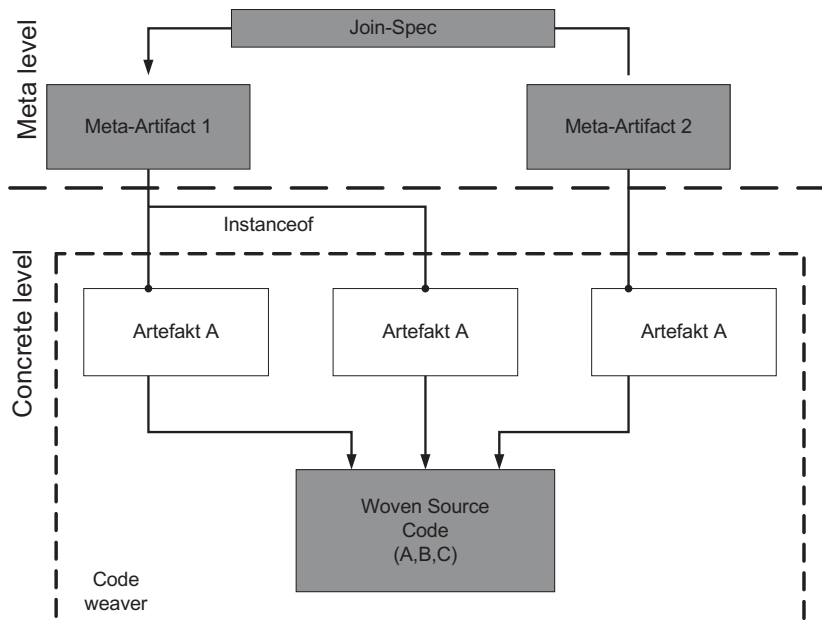 Meta level
Join-Spec
Meta-Artifact 1
Meta-Artifact 2
Instanceof
Concrete level
Artefakt A
Artefakt A
Artefakt A
Woven Source
Code
(A,B,C)
Code
weaver